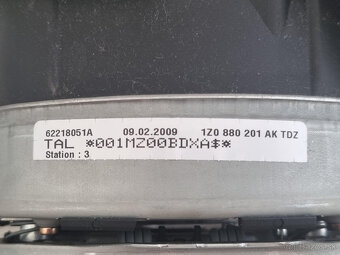 62218051A 09.02.2009 1Z0 880 201 AK TDZ
TAL *001MZ00BDXA$*
Station : 3